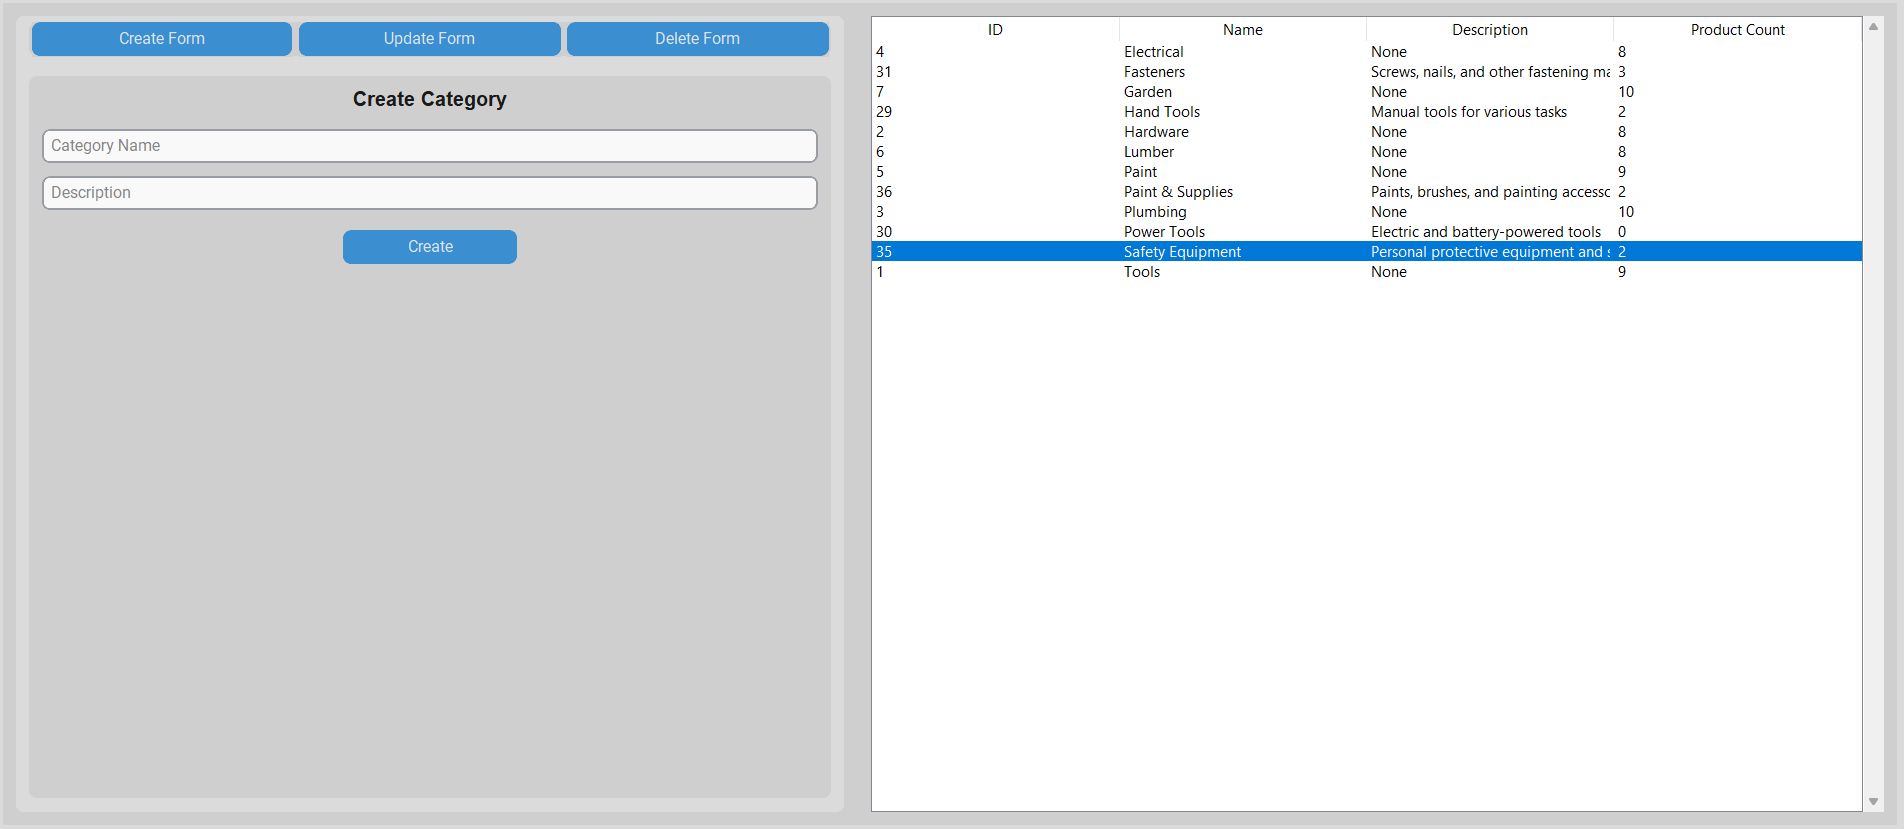 Create Form Update Form Delete Form
Create Category
Category Name
Description
Create
ID Name Description Product Count
4 Electrical None 8
31 Fasteners Screws, nails, and other fastening ma 3
7 Garden None 10
29 Hand Tools Manual tools for various tasks 2
2 Hardware None 8
6 Lumber None 8
5 Paint None 9
36 Paint & Supplies Paints, brushes, and painting accessc 2
3 Plumbing None 10
30 Power Tools Electric and battery-powered tools 0
35 Safety Equipment Personal protective equipment and s 2
1 Tools None 9